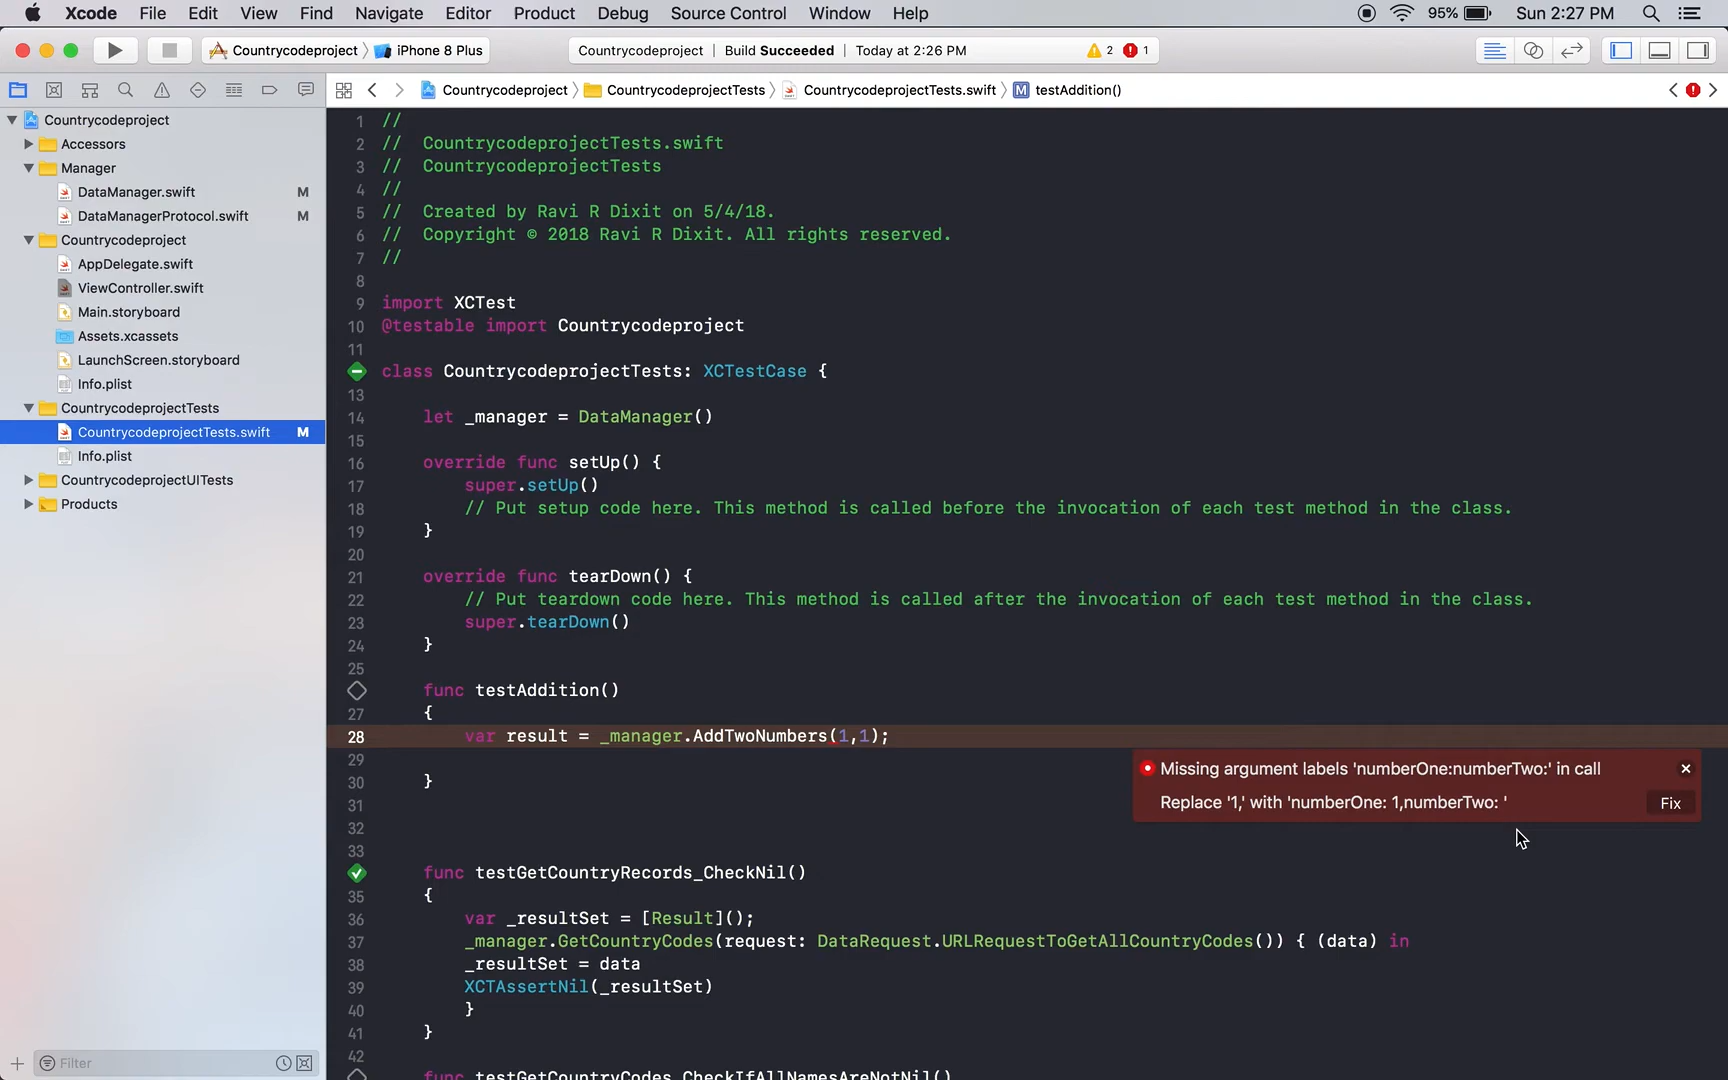 Xcode File Edit View Find Navigate Editor Product Debug Source Control Window Help 95% Sun 2:27 PM
Countrycodeproject iPhone 8 Plus Countrycodeproject | Build Succeeded | Today at 2:26 PM 2 1
Countrycodeproject CountrycodeprojectTests CountrycodeprojectTests.swift M testAddition()
Countrycodeproject
Accessors
Manager
DataManager.swift M
DataManagerProtocol.swift M
Countrycodeproject
AppDelegate.swift
ViewController.swift
Main.storyboard
Assets.xcassets
LaunchScreen.storyboard
Info.plist
CountrycodeprojectTests
CountrycodeprojectTests.swift M
Info.plist
CountrycodeprojectUITests
Products
Filter
1 //
2 // CountrycodeprojectTests.swift
3 // CountrycodeprojectTests
4 //
5 // Created by Ravi R Dixit on 5/4/18.
6 // Copyright © 2018 Ravi R Dixit. All rights reserved.
7 //
8
9 import XCTest
10 @testable import Countrycodeproject
11
class CountrycodeprojectTests: XCTestCase {
13
14 let _manager = DataManager()
15
16 override func setUp() {
17 super.setUp()
18 // Put setup code here. This method is called before the invocation of each test method in the class.
19 }
20
21 override func tearDown() {
22 // Put teardown code here. This method is called after the invocation of each test method in the class.
23 super.tearDown()
24 }
25
func testAddition()
27 {
28 var result = _manager.AddTwoNumbers(1,1);
29
30 }
31
32
33
Missing argument labels 'numberOne:numberTwo:' in call
Replace '1,' with 'numberOne: 1,numberTwo: ' Fix
func testGetCountryRecords_CheckNil()
35 {
36 var _resultSet = [Result]();
37 _manager.GetCountryCodes(request: DataRequest.URLRequestToGetAllCountryCodes()) { (data) in
38 _resultSet = data
39 XCTAssertNil(_resultSet)
40 }
41 }
42
func testGetCountryCodes_CheckIfAllNamesAreNotNil()